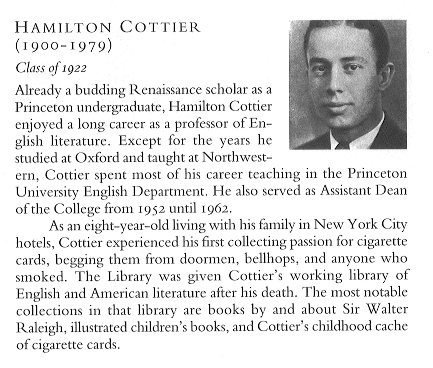 HAMILTON COTTIER
(1900-1979)
Class of 1922
Already a budding Renaissance scholar as a
Princeton undergraduate, Hamilton Cottier
enjoyed a long career as a professor of En-
glish literature. Except for the years he
studied at Oxford and taught at Northwest-
ern, Cottier spent most of his career teaching in the Princeton
University English Department. He also served as Assistant Dean
of the College from 1952 until 1962.
As an eight-year-old living with his family in New York City
hotels, Cottier experienced his first collecting passion for cigarette
cards, begging them from doormen, bellhops, and anyone who
smoked. The Library was given Cottier's working library of
English and American literature after his death. The most notable
collections in that library are books by and about Sir Walter
Raleigh, illustrated children's books, and Cottier's childhood cache
of cigarette cards.